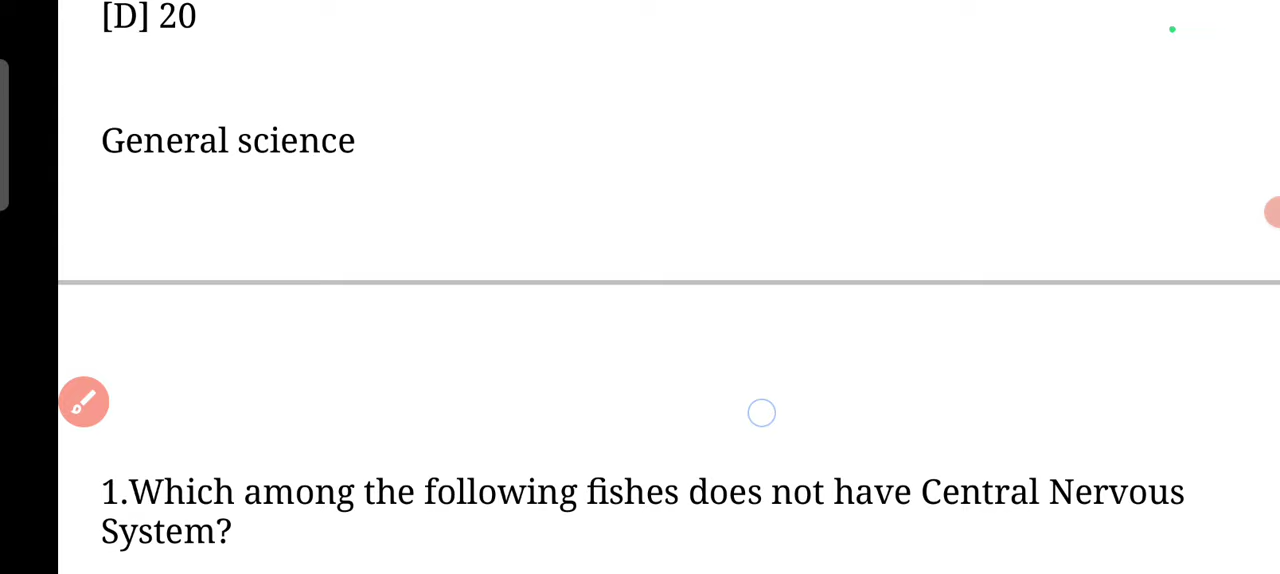 [D] 20
General science
1.Which among the following fishes does not have Central Nervous
System?